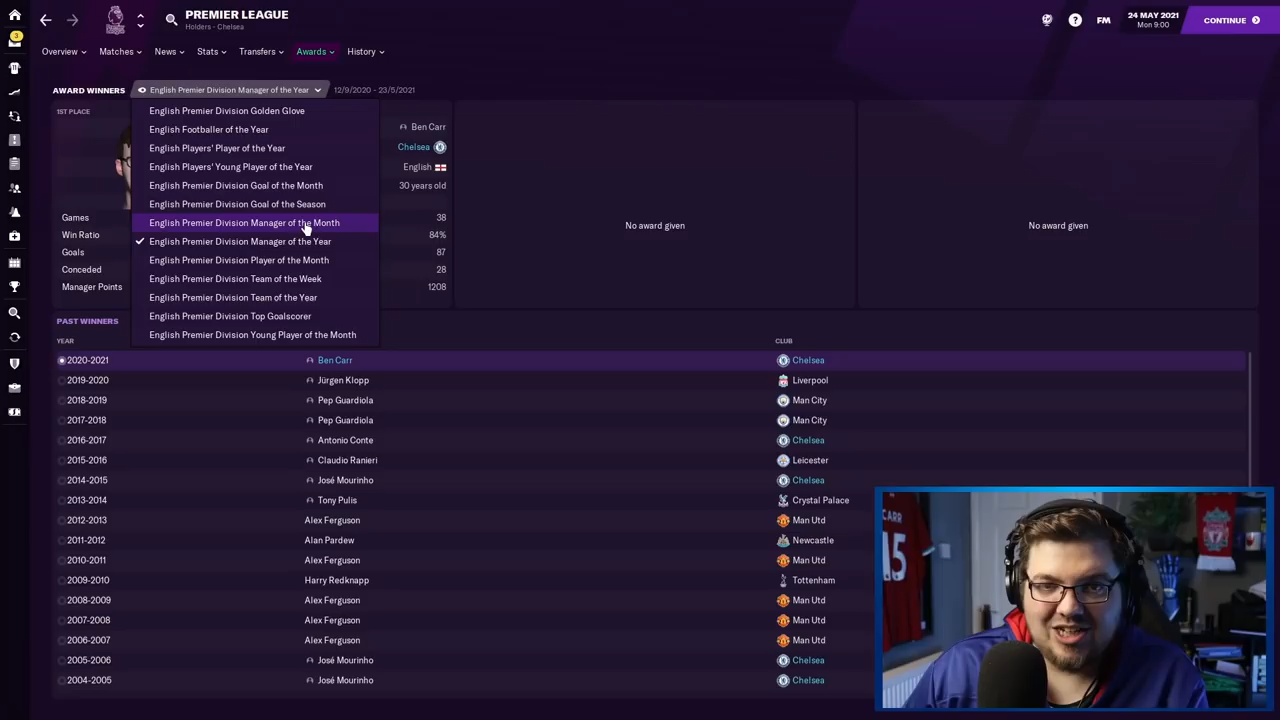 PREMIER LEAGUE
Holders - Chelsea
3
FM
24 MAY 2021
Mon 9:00
CONTINUE
Overview
Matches
News
Stats
Transfers
Awards
History
AWARD WINNERS
English Premier Division Manager of the Year
12/9/2020 - 23/5/2021
1ST PLACE
English Premier Division Golden Glove
English Footballer of the Year
English Players' Player of the Year
English Players' Young Player of the Year
English Premier Division Goal of the Month
English Premier Division Goal of the Season
English Premier Division Manager of the Month
English Premier Division Manager of the Year
English Premier Division Player of the Month
English Premier Division Team of the Week
English Premier Division Team of the Year
English Premier Division Top Goalscorer
English Premier Division Young Player of the Month
Ben Carr
Chelsea
English
30 years old
Games 38
Win Ratio 84%
Goals 87
Conceded 28
Manager Points 1208
No award given
No award given
PAST WINNERS
YEAR CLUB
2020-2021 Ben Carr Chelsea
2019-2020 Jürgen Klopp Liverpool
2018-2019 Pep Guardiola Man City
2017-2018 Pep Guardiola Man City
2016-2017 Antonio Conte Chelsea
2015-2016 Claudio Ranieri Leicester
2014-2015 José Mourinho Chelsea
2013-2014 Tony Pulis Crystal Palace
2012-2013 Alex Ferguson Man Utd
2011-2012 Alan Pardew Newcastle
2010-2011 Alex Ferguson Man Utd
2009-2010 Harry Redknapp Tottenham
2008-2009 Alex Ferguson Man Utd
2007-2008 Alex Ferguson Man Utd
2006-2007 Alex Ferguson Man Utd
2005-2006 José Mourinho Chelsea
2004-2005 José Mourinho Chelsea
CARR
15